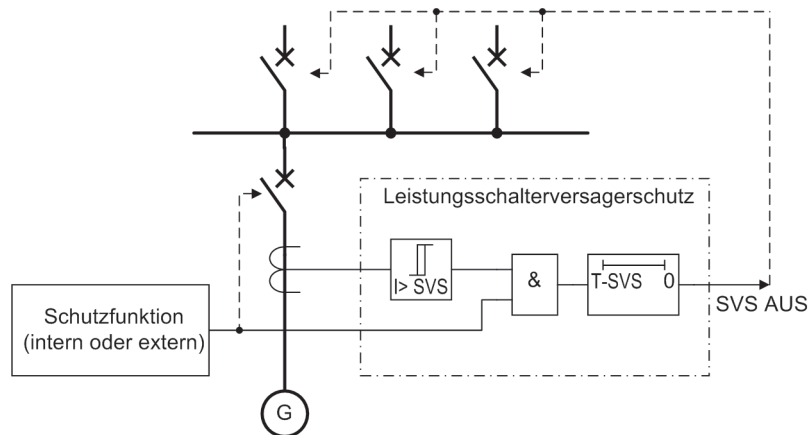 Leistungsschalterversagerschutz
I> SVS
&
T-SVS 0
SVS AUS
Schutzfunktion
(intern oder extern)
G